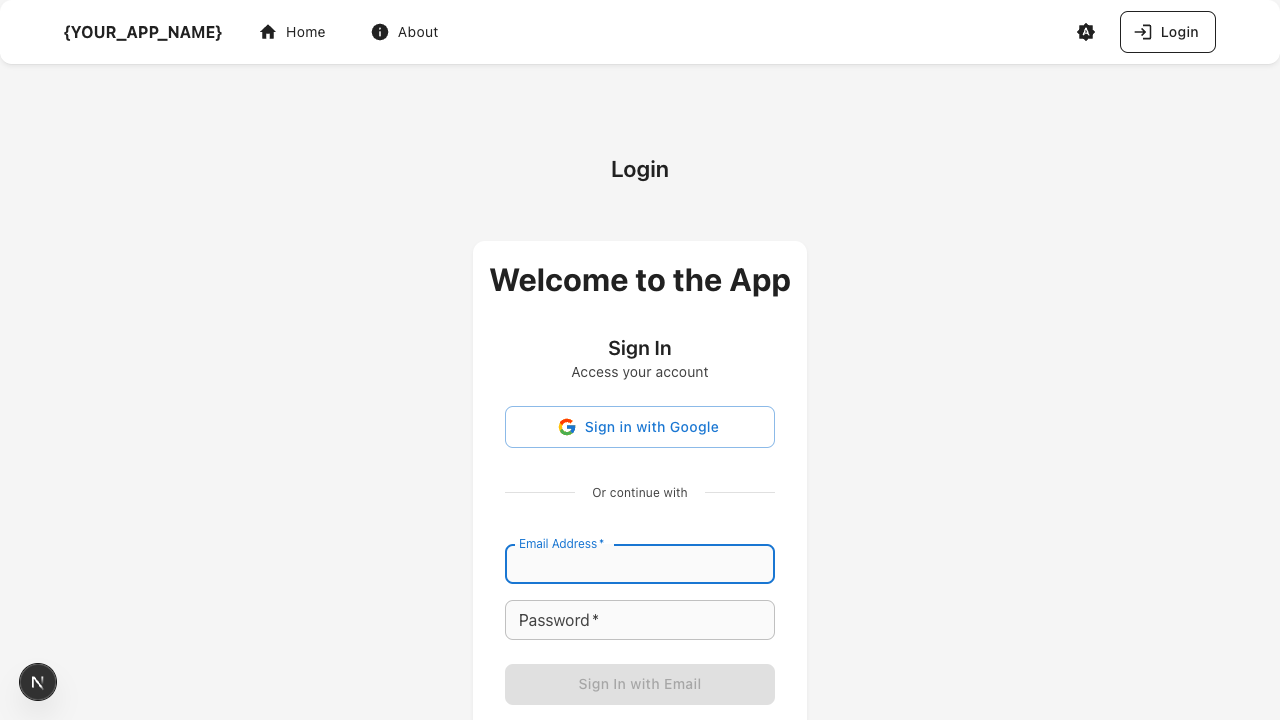 {YOUR_APP_NAME} Home About Login
Login
Welcome to the App
Sign In
Access your account
Sign in with Google
Or continue with
Email Address *
Password *
Sign In with Email